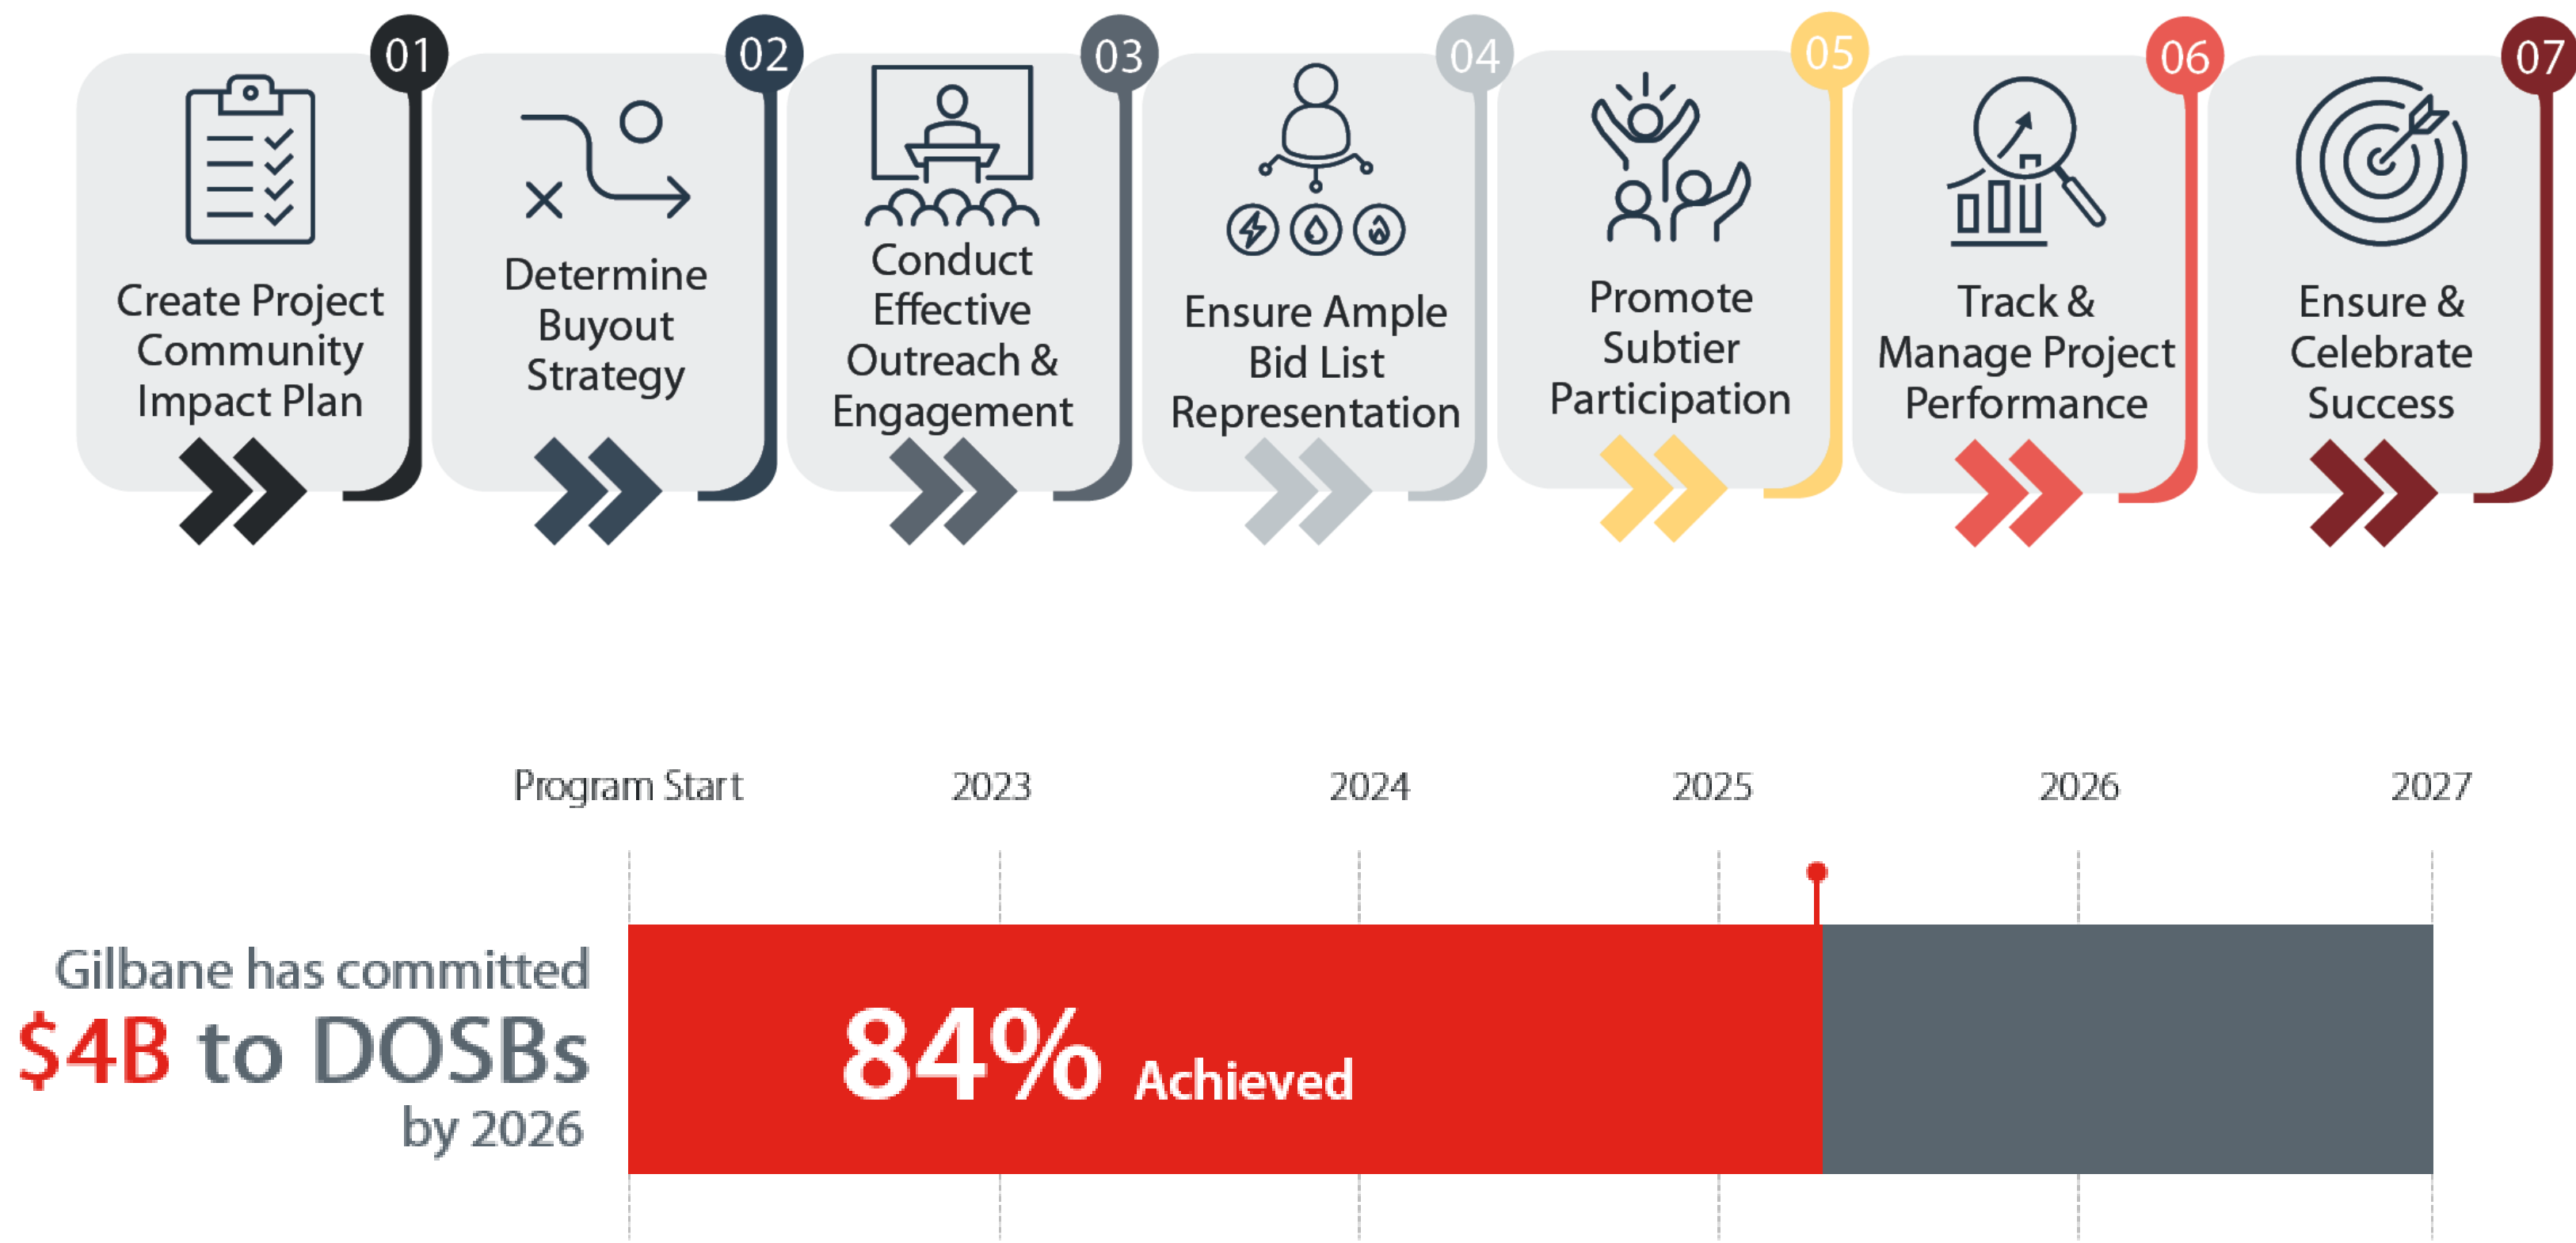 01
Create Project
Community
Impact Plan
02
Determine
Buyout
Strategy
03
Conduct
Effective
Outreach &
Engagement
04
Ensure Ample
Bid List
Representation
05
Promote
Subtier
Participation
06
Track &
Manage Project
Performance
07
Ensure &
Celebrate
Success
Program Start
2023
2024
2025
2026
2027
Gilbane has committed
$4B to DOSBs
by 2026
84% Achieved